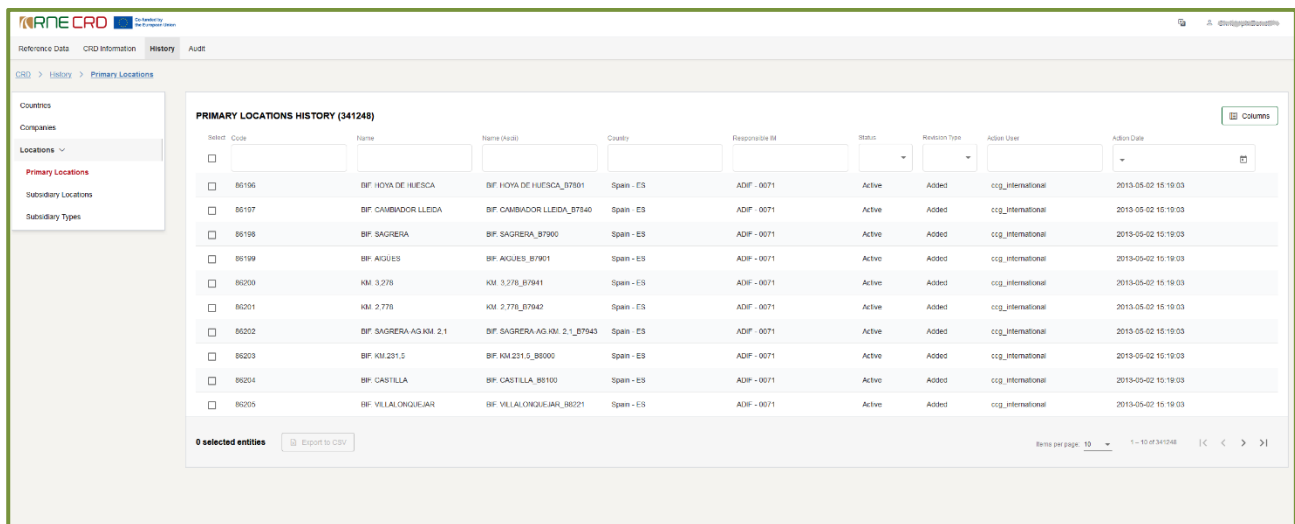 RNE CRD Co-funded by the European Union
Reference Data CRD Information History Audit
CRD > History > Primary Locations
Countries
Companies
Locations
Primary Locations
Subsidiary Locations
Subsidiary Types
PRIMARY LOCATIONS HISTORY (341248)
Columns
Select Code Name Name (Ascii) Country Responsible IM Status Revision Type Action User Action Date
86196 BIF. HOYA DE HUESCA BIF. HOYA DE HUESCA_B7801 Spain - ES ADIF - 0071 Active Added ccg_international 2013-05-02 15:19:03
86197 BIF. CAMBIADOR LLEIDA BIF. CAMBIADOR LLEIDA_B7840 Spain - ES ADIF - 0071 Active Added ccg_international 2013-05-02 15:19:03
86198 BIF. SAGRERA BIF. SAGRERA_B7900 Spain - ES ADIF - 0071 Active Added ccg_international 2013-05-02 15:19:03
86199 BIF. AIGÜES BIF. AIGÜES_B7901 Spain - ES ADIF - 0071 Active Added ccg_international 2013-05-02 15:19:03
86200 KM. 3,278 KM. 3,278_B7941 Spain - ES ADIF - 0071 Active Added ccg_international 2013-05-02 15:19:03
86201 KM. 2,778 KM. 2,778_B7942 Spain - ES ADIF - 0071 Active Added ccg_international 2013-05-02 15:19:03
86202 BIF. SAGRERA-AG.KM. 2,1 BIF. SAGRERA-AG.KM. 2,1_B7943 Spain - ES ADIF - 0071 Active Added ccg_international 2013-05-02 15:19:03
86203 BIF. KM.231,5 BIF. KM.231,5_B8000 Spain - ES ADIF - 0071 Active Added ccg_international 2013-05-02 15:19:03
86204 BIF. CASTILLA BIF. CASTILLA_B8100 Spain - ES ADIF - 0071 Active Added ccg_international 2013-05-02 15:19:03
86205 BIF. VILLALONQUEJAR BIF. VILLALONQUEJAR_B8221 Spain - ES ADIF - 0071 Active Added ccg_international 2013-05-02 15:19:03
0 selected entities Export to CSV Items per page: 10 1 – 10 of 341248